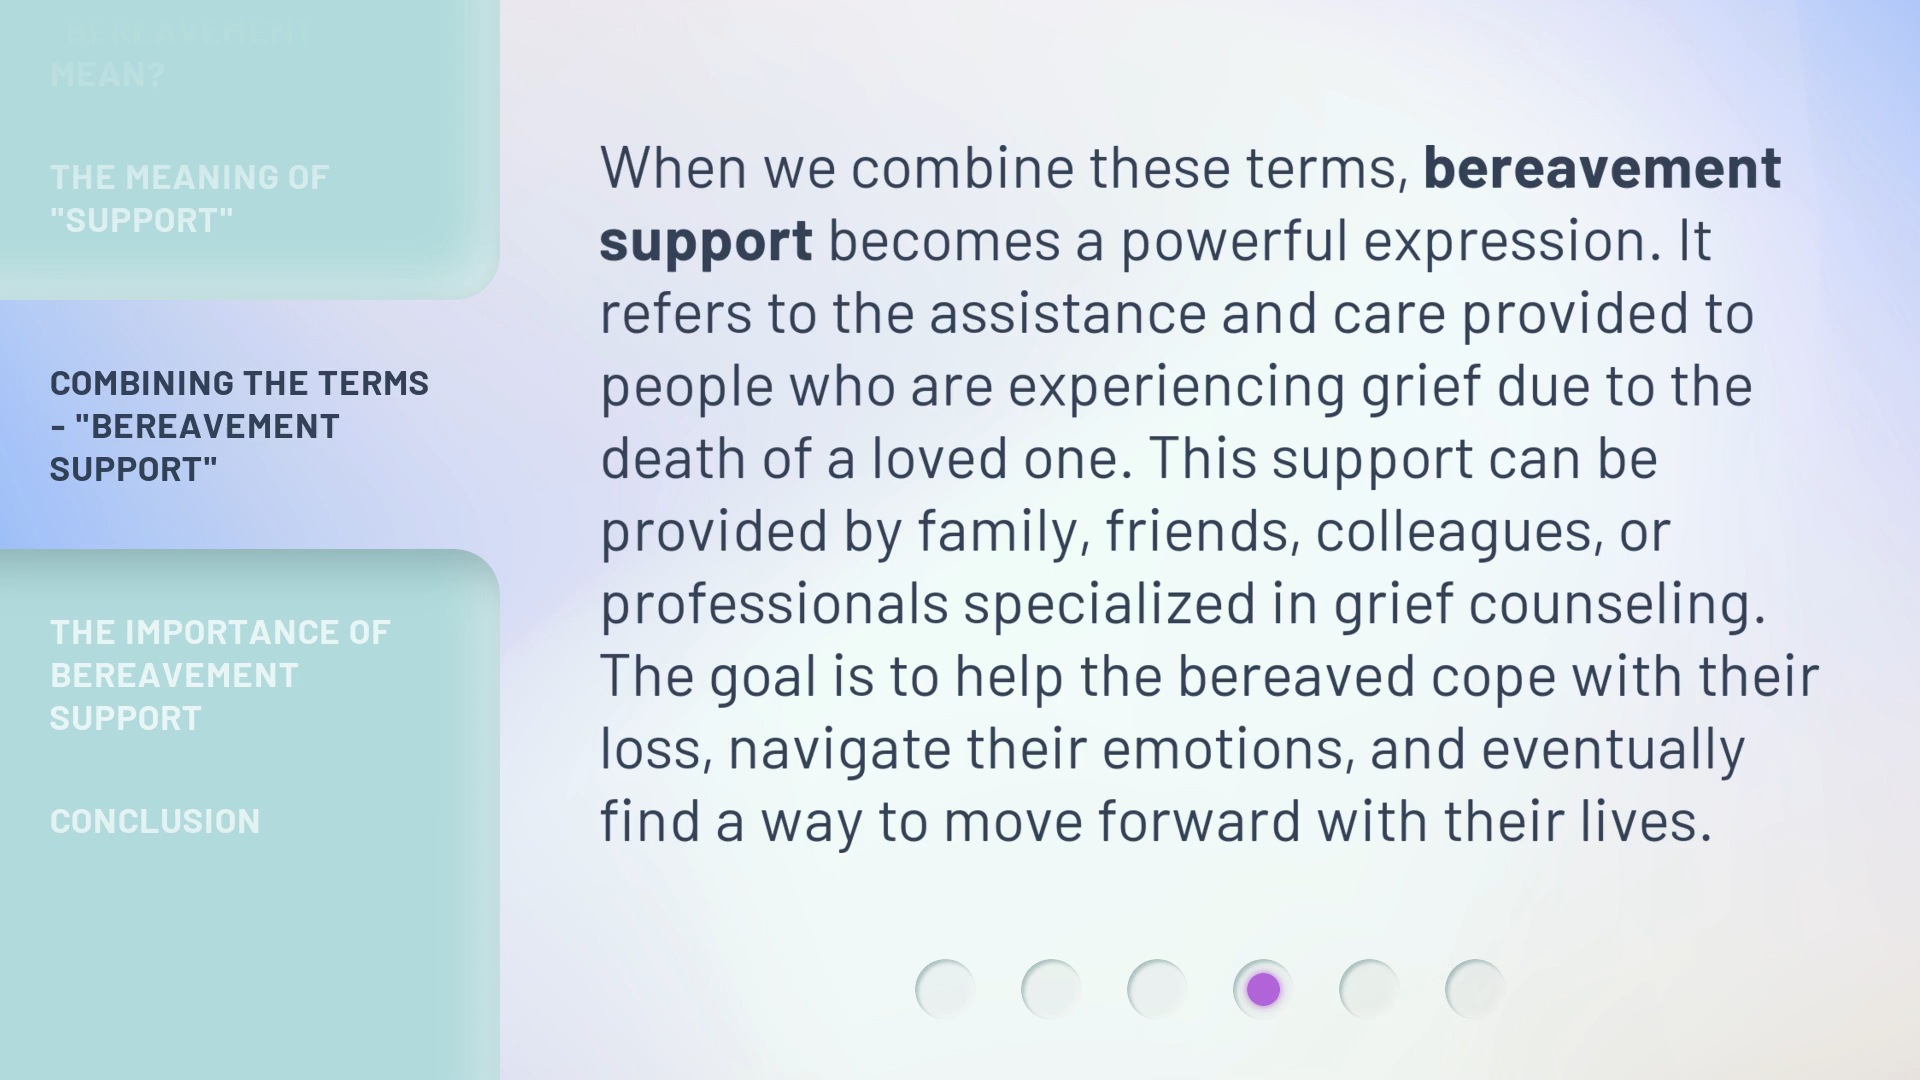 "BEREAVEMENT
MEAN?
THE MEANING OF
"SUPPORT"
COMBINING THE TERMS
- "BEREAVEMENT
SUPPORT"
THE IMPORTANCE OF
BEREAVEMENT
SUPPORT
CONCLUSION
When we combine these terms, bereavement
support becomes a powerful expression. It
refers to the assistance and care provided to
people who are experiencing grief due to the
death of a loved one. This support can be
provided by family, friends, colleagues, or
professionals specialized in grief counseling.
The goal is to help the bereaved cope with their
loss, navigate their emotions, and eventually
find a way to move forward with their lives.